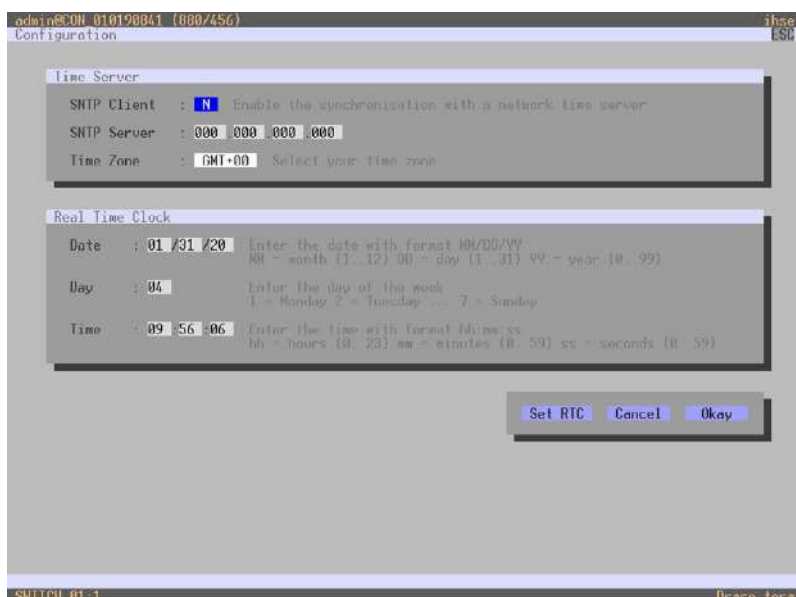 admin@CON_010190841 (880/456) ihse
Configuration ESC
Time Server
SNTP Client : N Enable the synchronisation with a network time server
SNTP Server : 000 .000 .000 .000
Time Zone : GMT+00 Select your time zone
Real Time Clock
Date : 01 /31 /20 Enter the date with format MM/DD/YY
MM = month (1..12) DD = day (1..31) YY = year (0..99)
Day : 04 Enter the day of the week
1 = Monday 2 = Tuesday ... 7 = Sunday
Time : 09 :56 :06 Enter the time with format hh:mm:ss
hh = hours (0..23) mm = minutes (0..59) ss = seconds (0..59)
Set RTC Cancel Okay
SWITCH_01:1